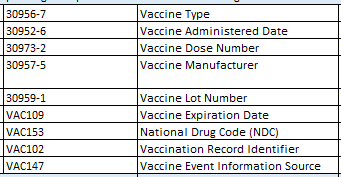 30956-7 Vaccine Type
30952-6 Vaccine Administered Date
30973-2 Vaccine Dose Number
30957-5 Vaccine Manufacturer
30959-1 Vaccine Lot Number
VAC109 Vaccine Expiration Date
VAC153 National Drug Code (NDC)
VAC102 Vaccination Record Identifier
VAC147 Vaccine Event Information Source